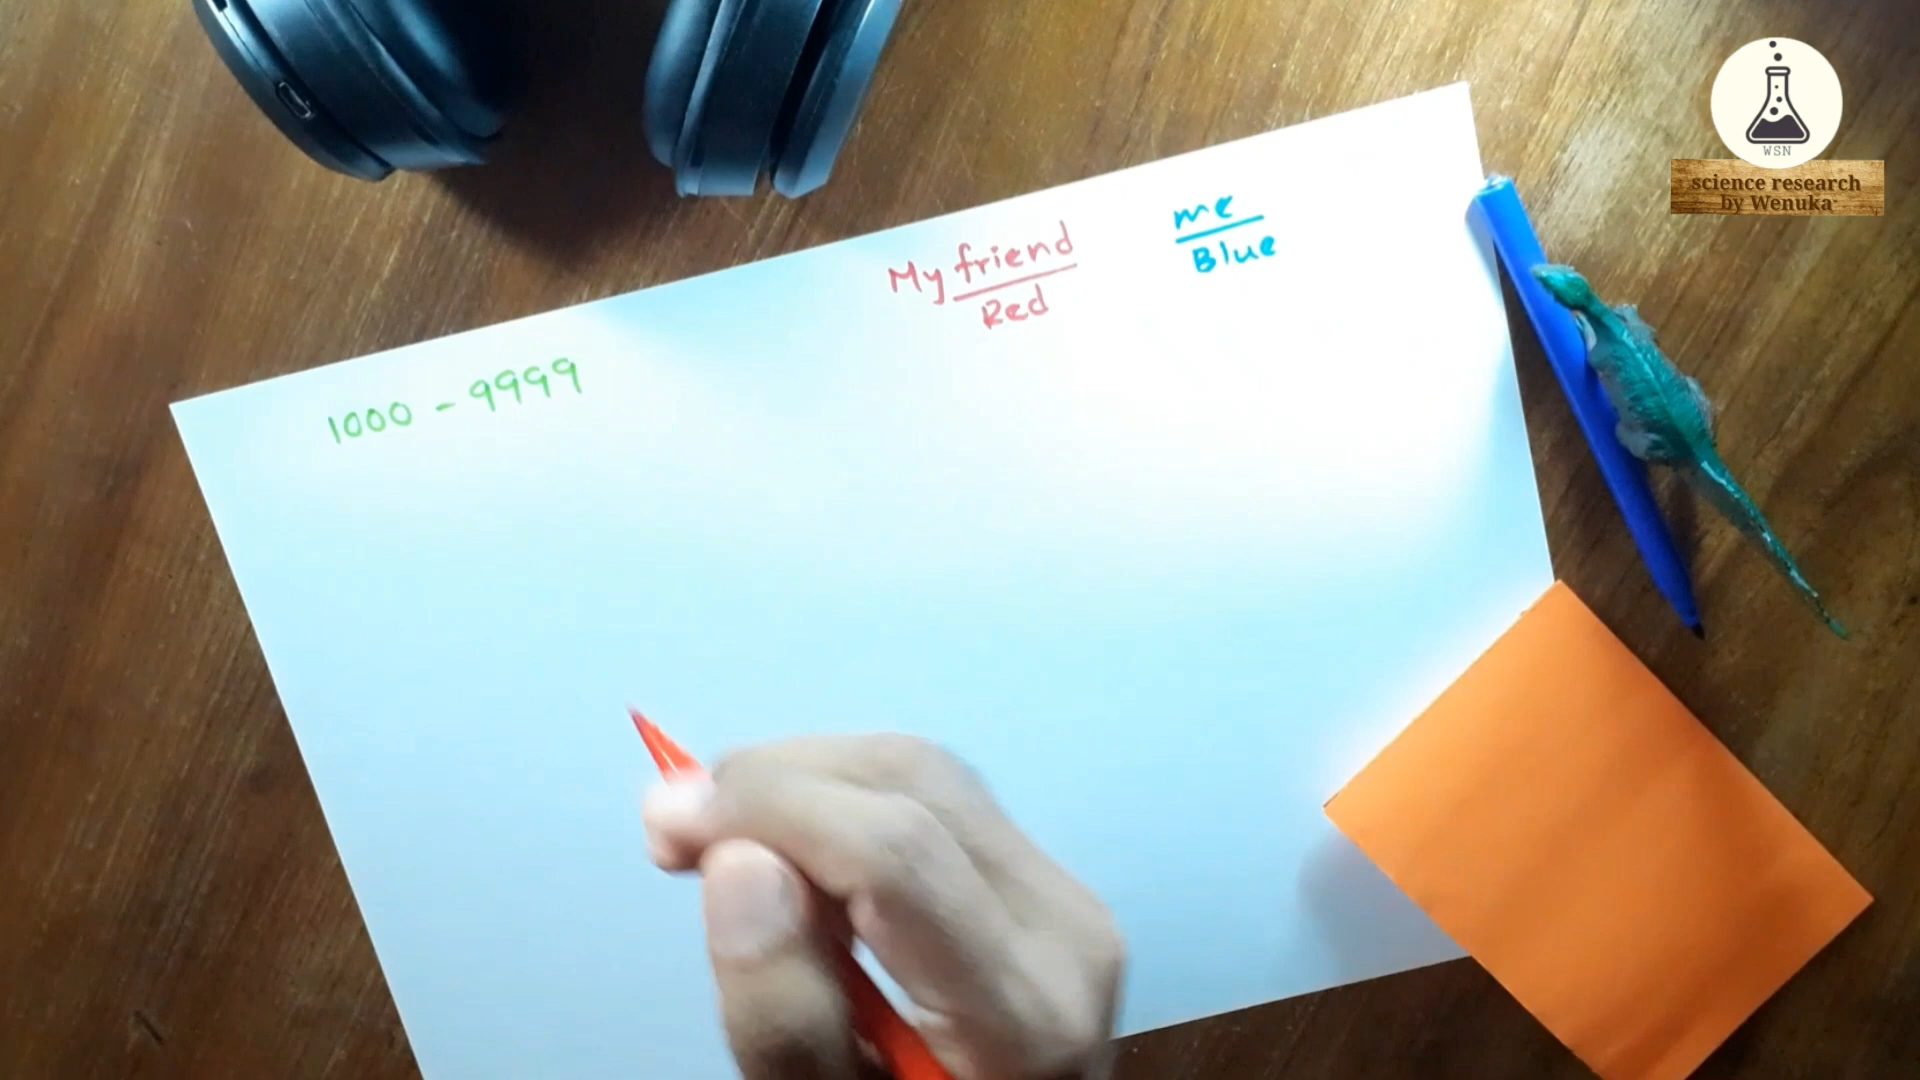 WSN
science research
by Wenuka
My friend
Red
me
Blue
1000 - 9999